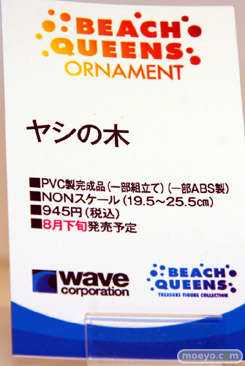 BEACH
QUEENS
ORNAMENT
ヤシの木
■PVC製完成品(一部組立て)(一部ABS製)
■NONスケール(19.5～25.5cm)
■945円(税込)
■8月下旬発売予定
wave
corporation
BEACH
QUEENS
TREASURE FIGURE COLLECTION
www.moeyo.com